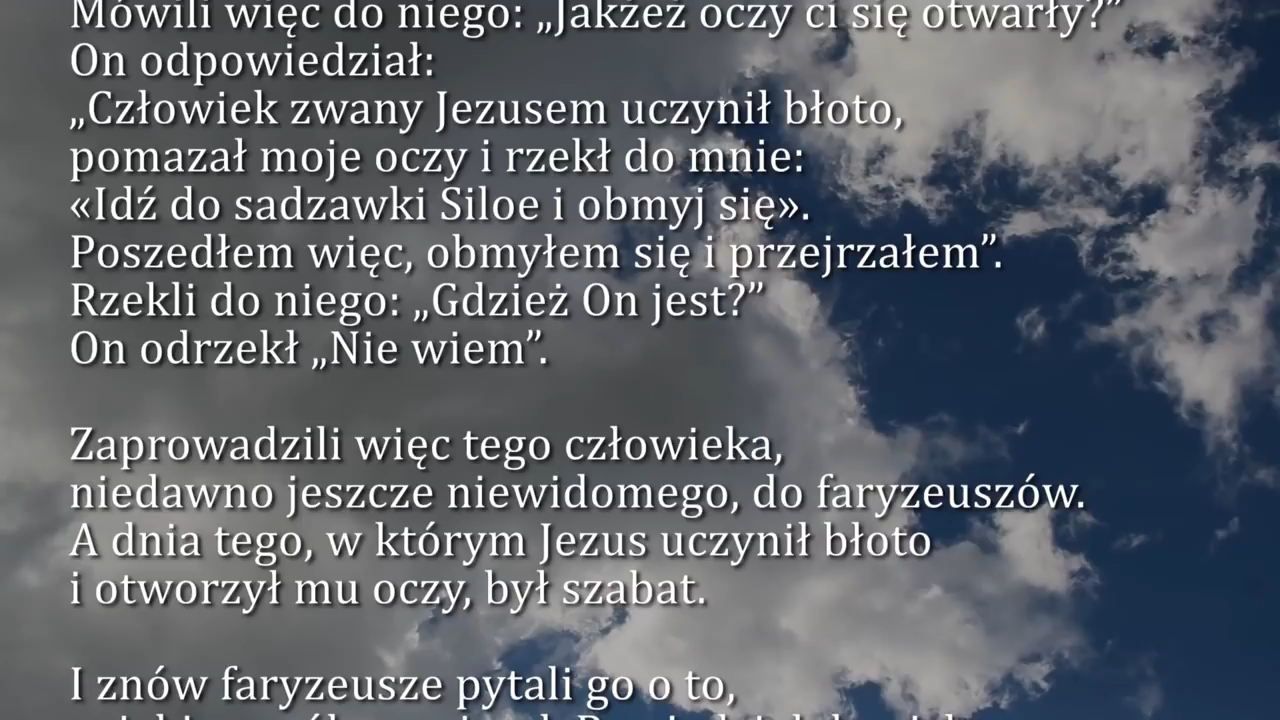 Mówili więc do niego: „Jakżeż oczy ci się otwarły?”
On odpowiedział:
„Człowiek zwany Jezusem uczynił błoto,
pomazał moje oczy i rzekł do mnie:
«Idź do sadzawki Siloe i obmyj się».
Poszedłem więc, obmyłem się i przejrzałem”.
Rzekli do niego: „Gdzież On jest?”
On odrzekł „Nie wiem”.
Zaprowadzili więc tego człowieka,
niedawno jeszcze niewidomego, do faryzeuszów.
A dnia tego, w którym Jezus uczynił błoto
i otworzył mu oczy, był szabat.
I znów faryzeusze pytali go o to,